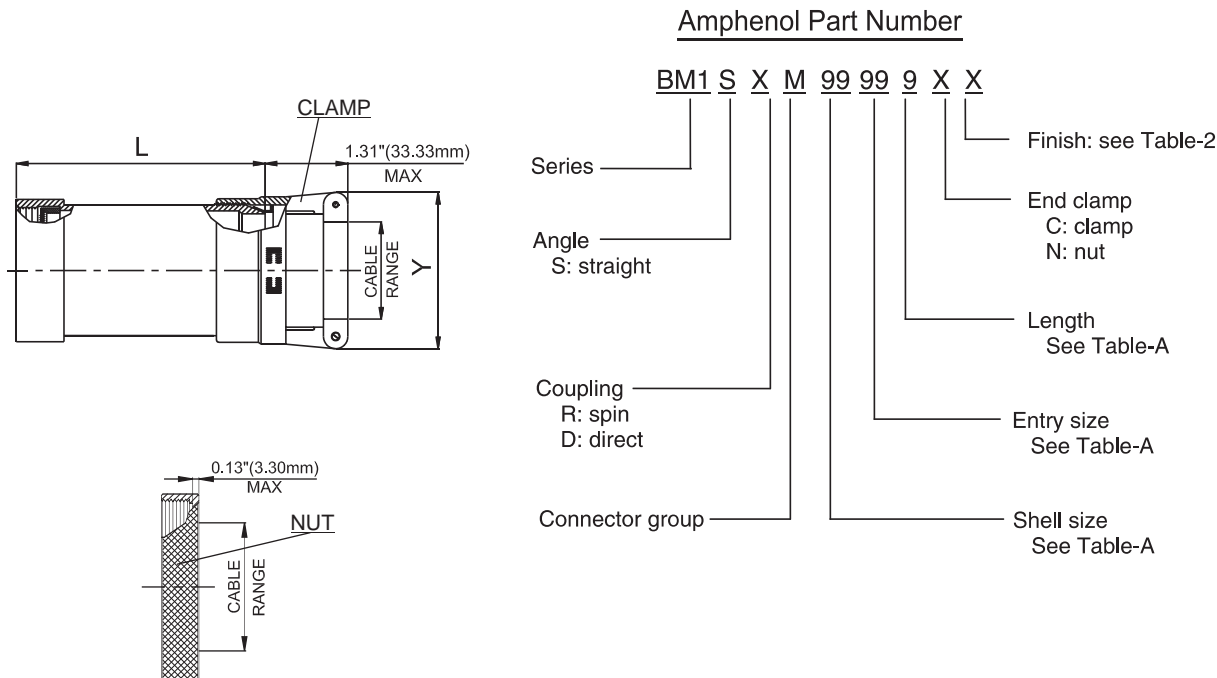 Amphenol Part Number
BM1 S X M 99 99 9 X X
Finish: see Table-2
Series
End clamp
C: clamp
N: nut
Angle
S: straight
Length
See Table-A
Coupling
R: spin
D: direct
Entry size
See Table-A
Connector group
Shell size
See Table-A
CLAMP
L
1.31"(33.33mm)
MAX
CABLE
RANGE
Y
0.13"(3.30mm)
MAX
NUT
CABLE
RANGE